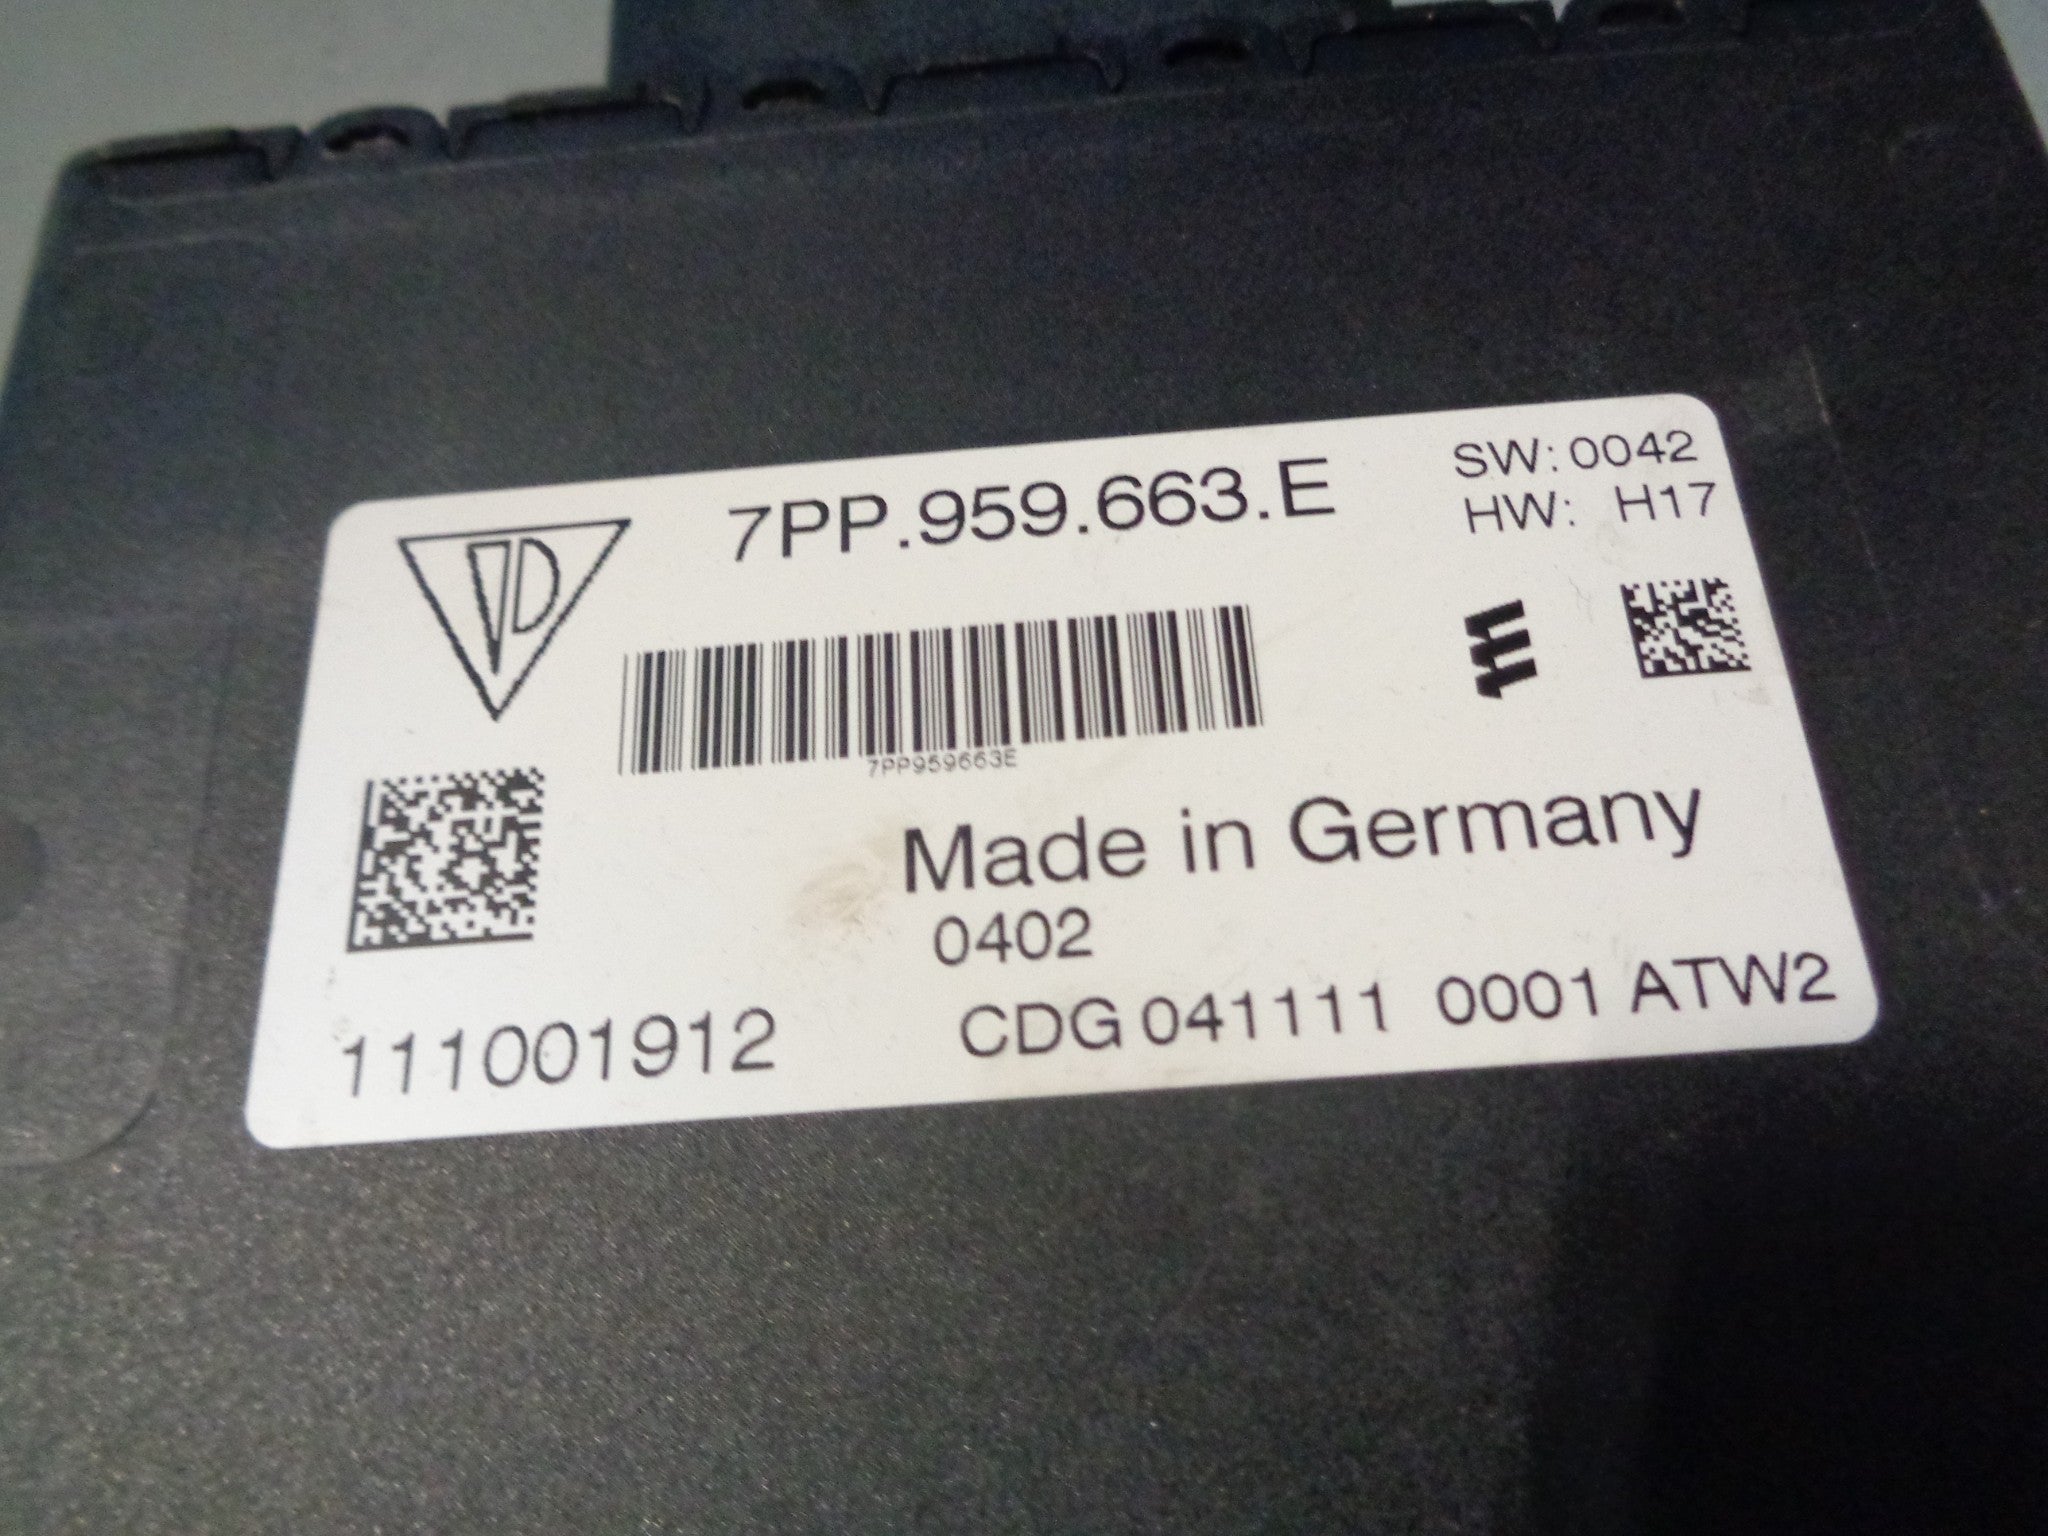 7PP.959.663.E
SW:0042
HW: H17
7PP959663E
Made in Germany
0402
111001912
CDG 041111 0001 ATW2